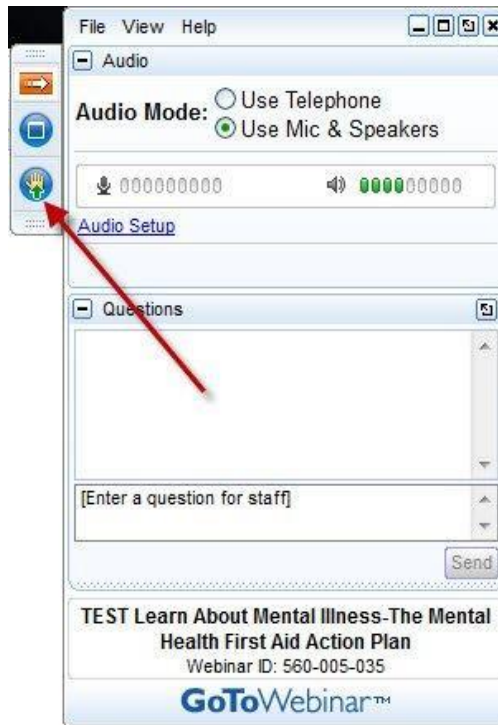 File View Help
Audio
Audio Mode: Use Telephone
Use Mic & Speakers
Audio Setup
Questions
[Enter a question for staff]
Send
TEST Learn About Mental Illness-The Mental
Health First Aid Action Plan
Webinar ID: 560-005-035
GoToWebinar™